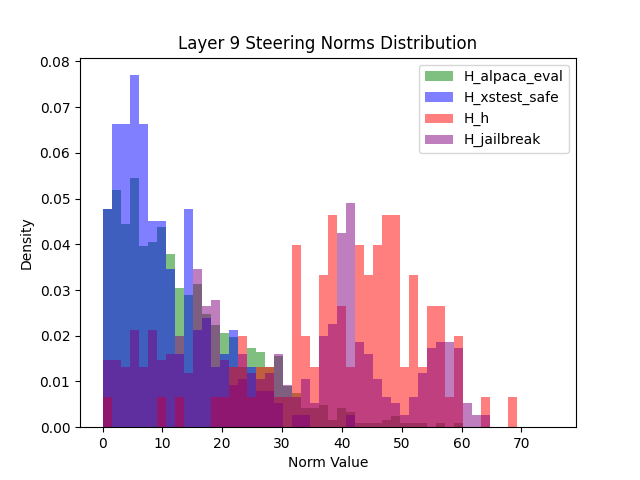 Layer 9 Steering Norms Distribution
H_alpaca_eval
H_xstest_safe
H_h
H_jailbreak
0.08
0.07
0.06
0.05
0.04
0.03
0.02
0.01
0.00
Density
0 10 20 30 40 50 60 70
Norm Value